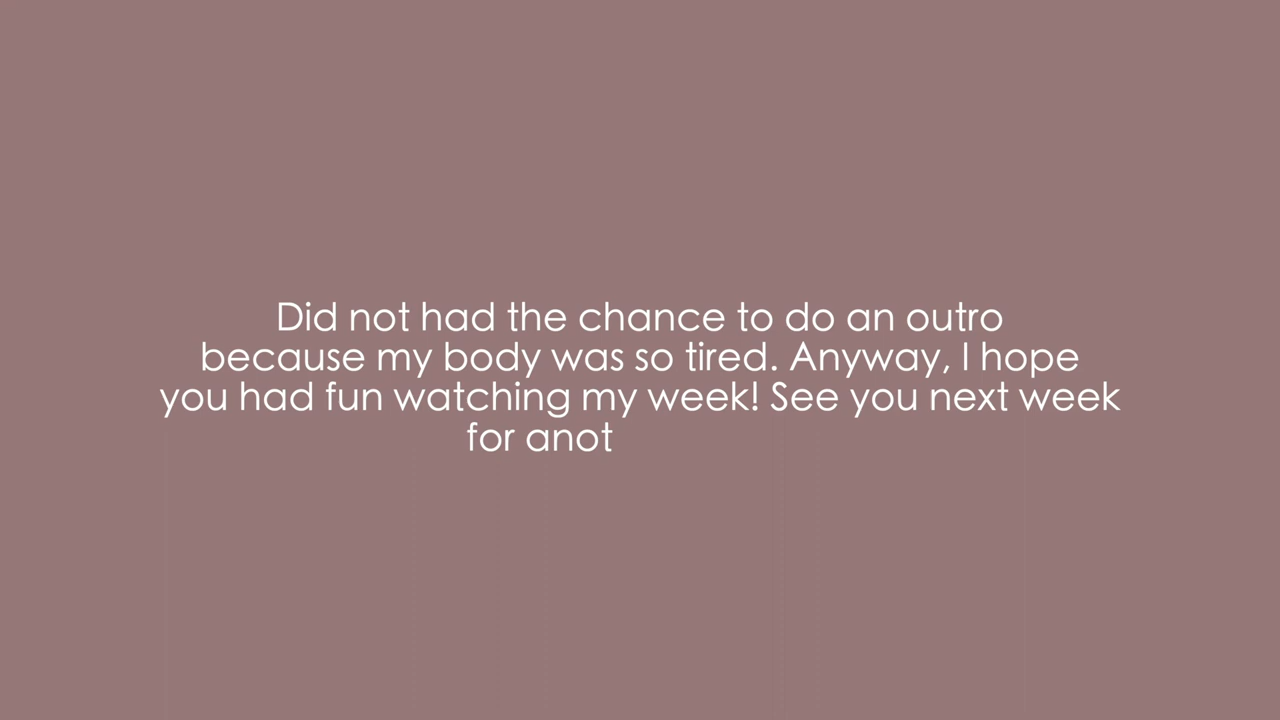 Did not had the chance to do an outro
because my body was so tired. Anyway, I hope
you had fun watching my week! See you next week
for anot